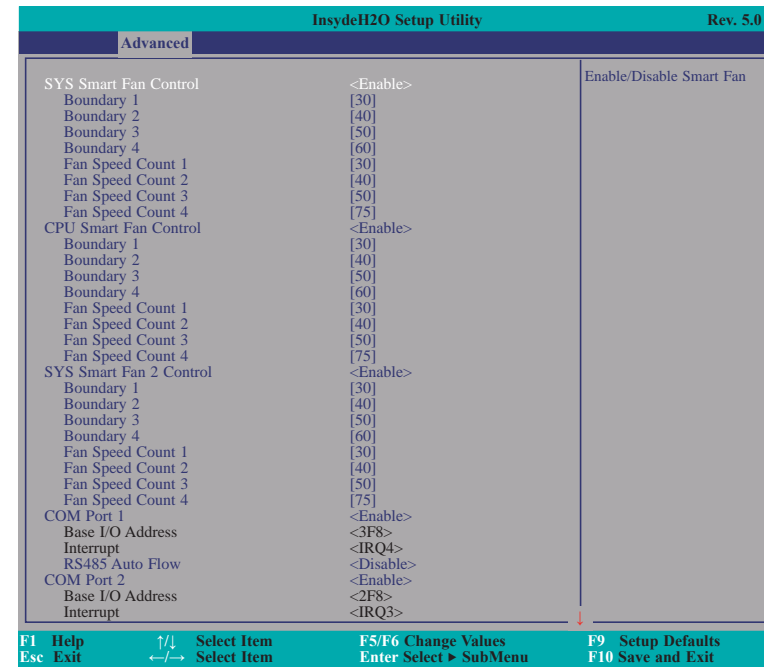 InsydeH2O Setup Utility Rev. 5.0
Advanced
SYS Smart Fan Control <Enable> Enable/Disable Smart Fan
Boundary 1 [30]
Boundary 2 [40]
Boundary 3 [50]
Boundary 4 [60]
Fan Speed Count 1 [30]
Fan Speed Count 2 [40]
Fan Speed Count 3 [50]
Fan Speed Count 4 [75]
CPU Smart Fan Control <Enable>
Boundary 1 [30]
Boundary 2 [40]
Boundary 3 [50]
Boundary 4 [60]
Fan Speed Count 1 [30]
Fan Speed Count 2 [40]
Fan Speed Count 3 [50]
Fan Speed Count 4 [75]
SYS Smart Fan 2 Control <Enable>
Boundary 1 [30]
Boundary 2 [40]
Boundary 3 [50]
Boundary 4 [60]
Fan Speed Count 1 [30]
Fan Speed Count 2 [40]
Fan Speed Count 3 [50]
Fan Speed Count 4 [75]
COM Port 1 <Enable>
Base I/O Address <3F8>
Interrupt <IRQ4>
RS485 Auto Flow <Disable>
COM Port 2 <Enable>
Base I/O Address <2F8>
Interrupt <IRQ3> ↓
F1 Help ↑/↓ Select Item F5/F6 Change Values F9 Setup Defaults
Esc Exit ←/→ Select Item Enter Select ► SubMenu F10 Save and Exit